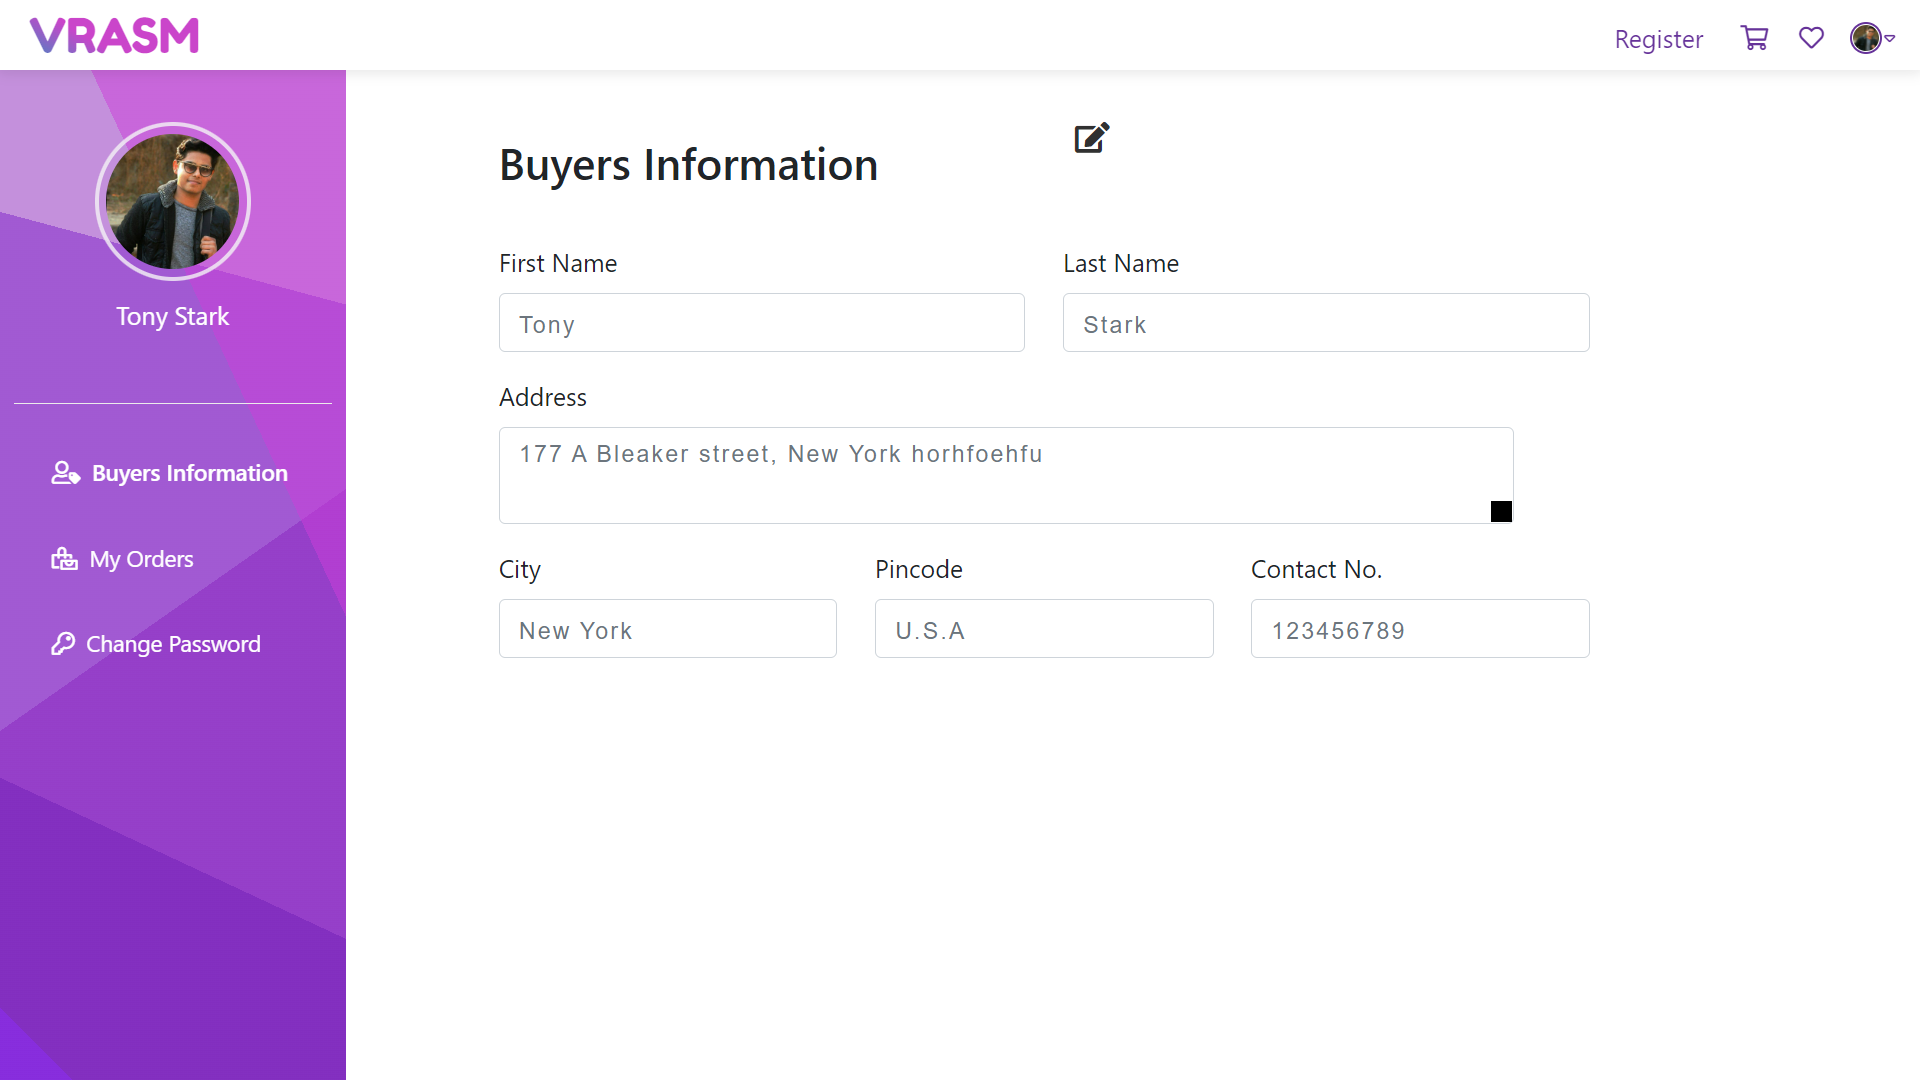 VRASM
Register
Tony Stark
Buyers Information
My Orders
Change Password
Buyers Information
First Name
Last Name
Tony
Stark
Address
177 A Bleaker street, New York horhfoehfu
City
Pincode
Contact No.
New York
U.S.A
123456789